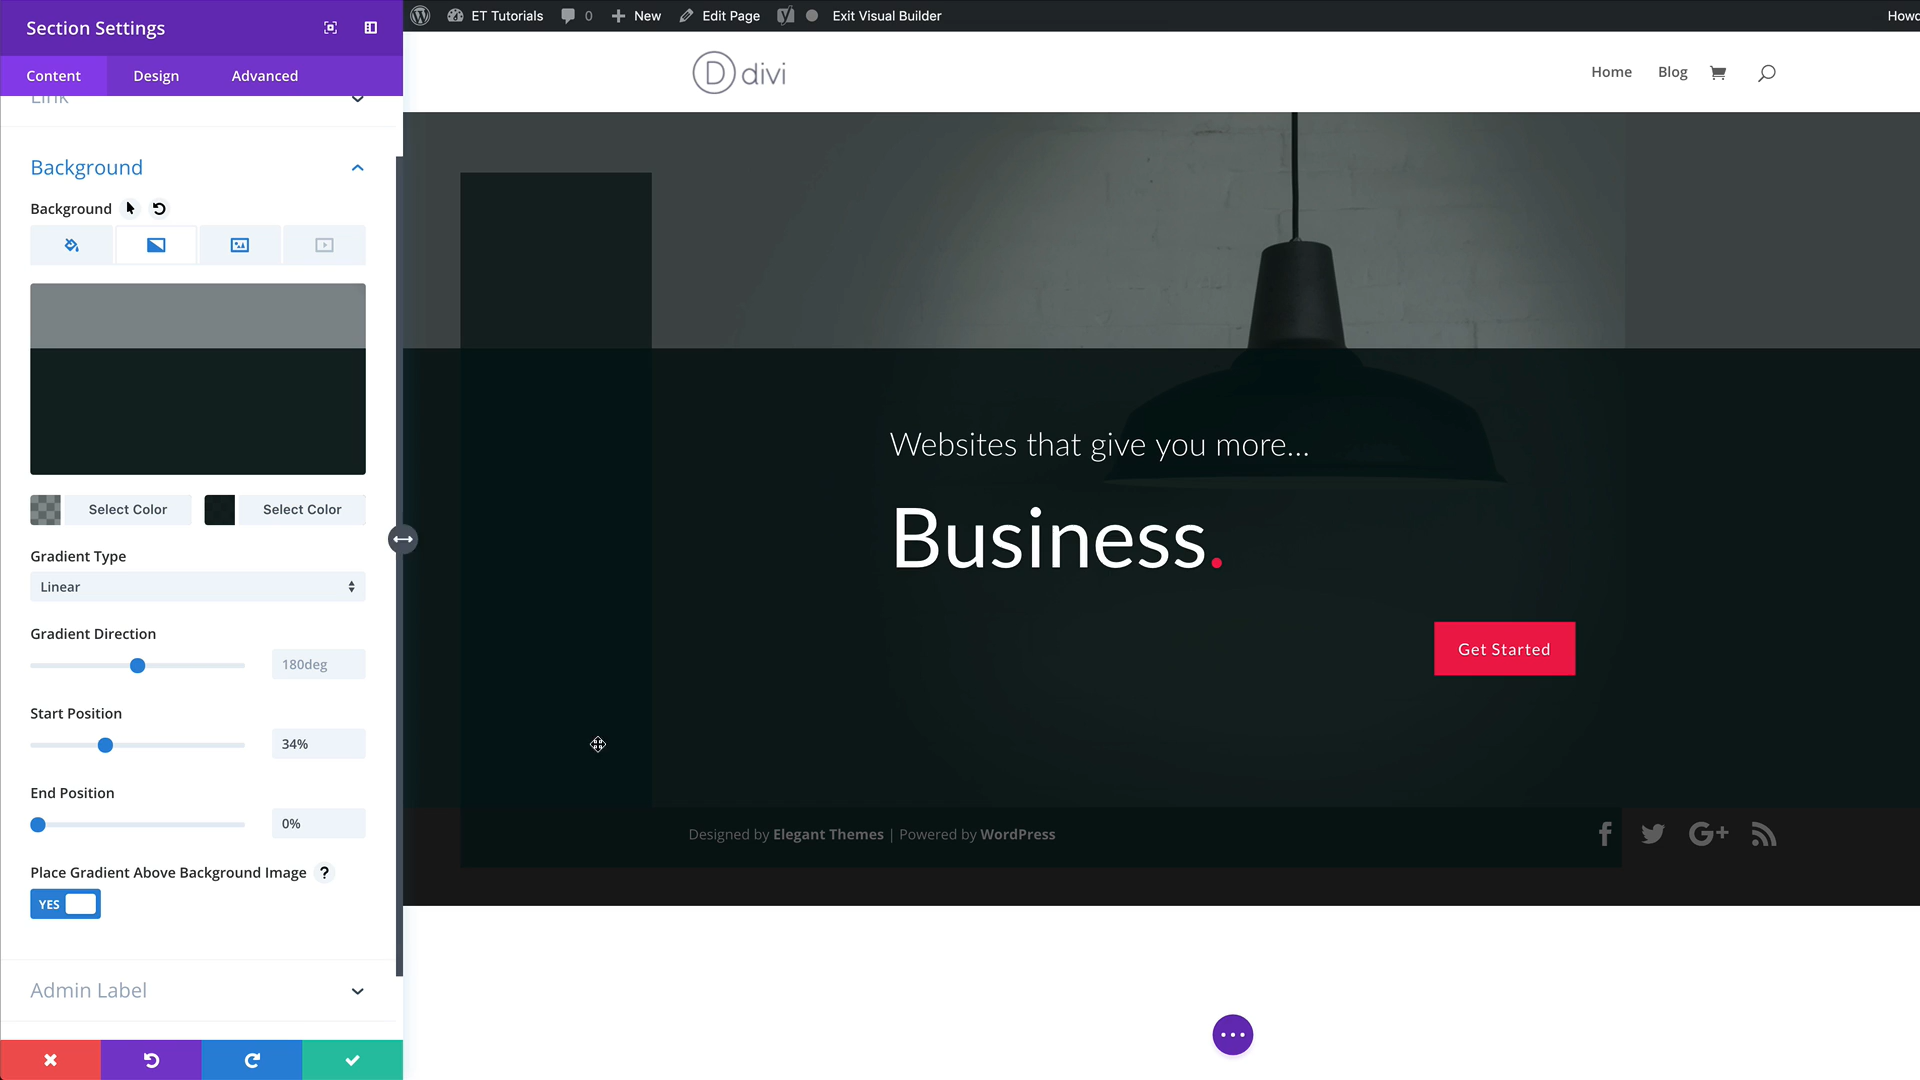 Section Settings
Content
Design
Advanced
Link
Background
Background
Select Color
Select Color
Gradient Type
Linear
Gradient Direction
180deg
Start Position
34%
End Position
0%
Place Gradient Above Background Image ?
YES
Admin Label
ET Tutorials
0
New
Edit Page
Exit Visual Builder
Howd
D divi
Home
Blog
Websites that give you more...
Business.
Get Started
Designed by Elegant Themes | Powered by WordPress
G+